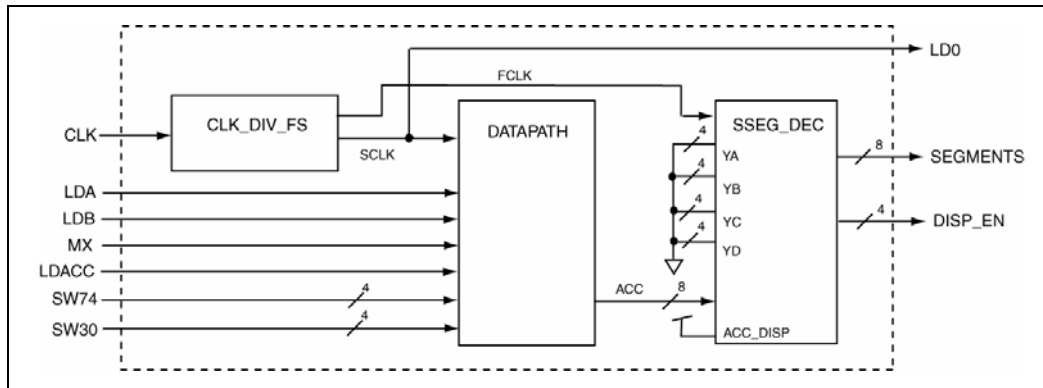 LD0
FCLK
CLK
CLK_DIV_FS
SCLK
DATAPATH
SSEG_DEC
4
YA
4
YB
4
YC
4
YD
8
SEGMENTS
4
DISP_EN
LDA
LDB
MX
LDACC
SW74
4
SW30
4
ACC
8
ACC_DISP